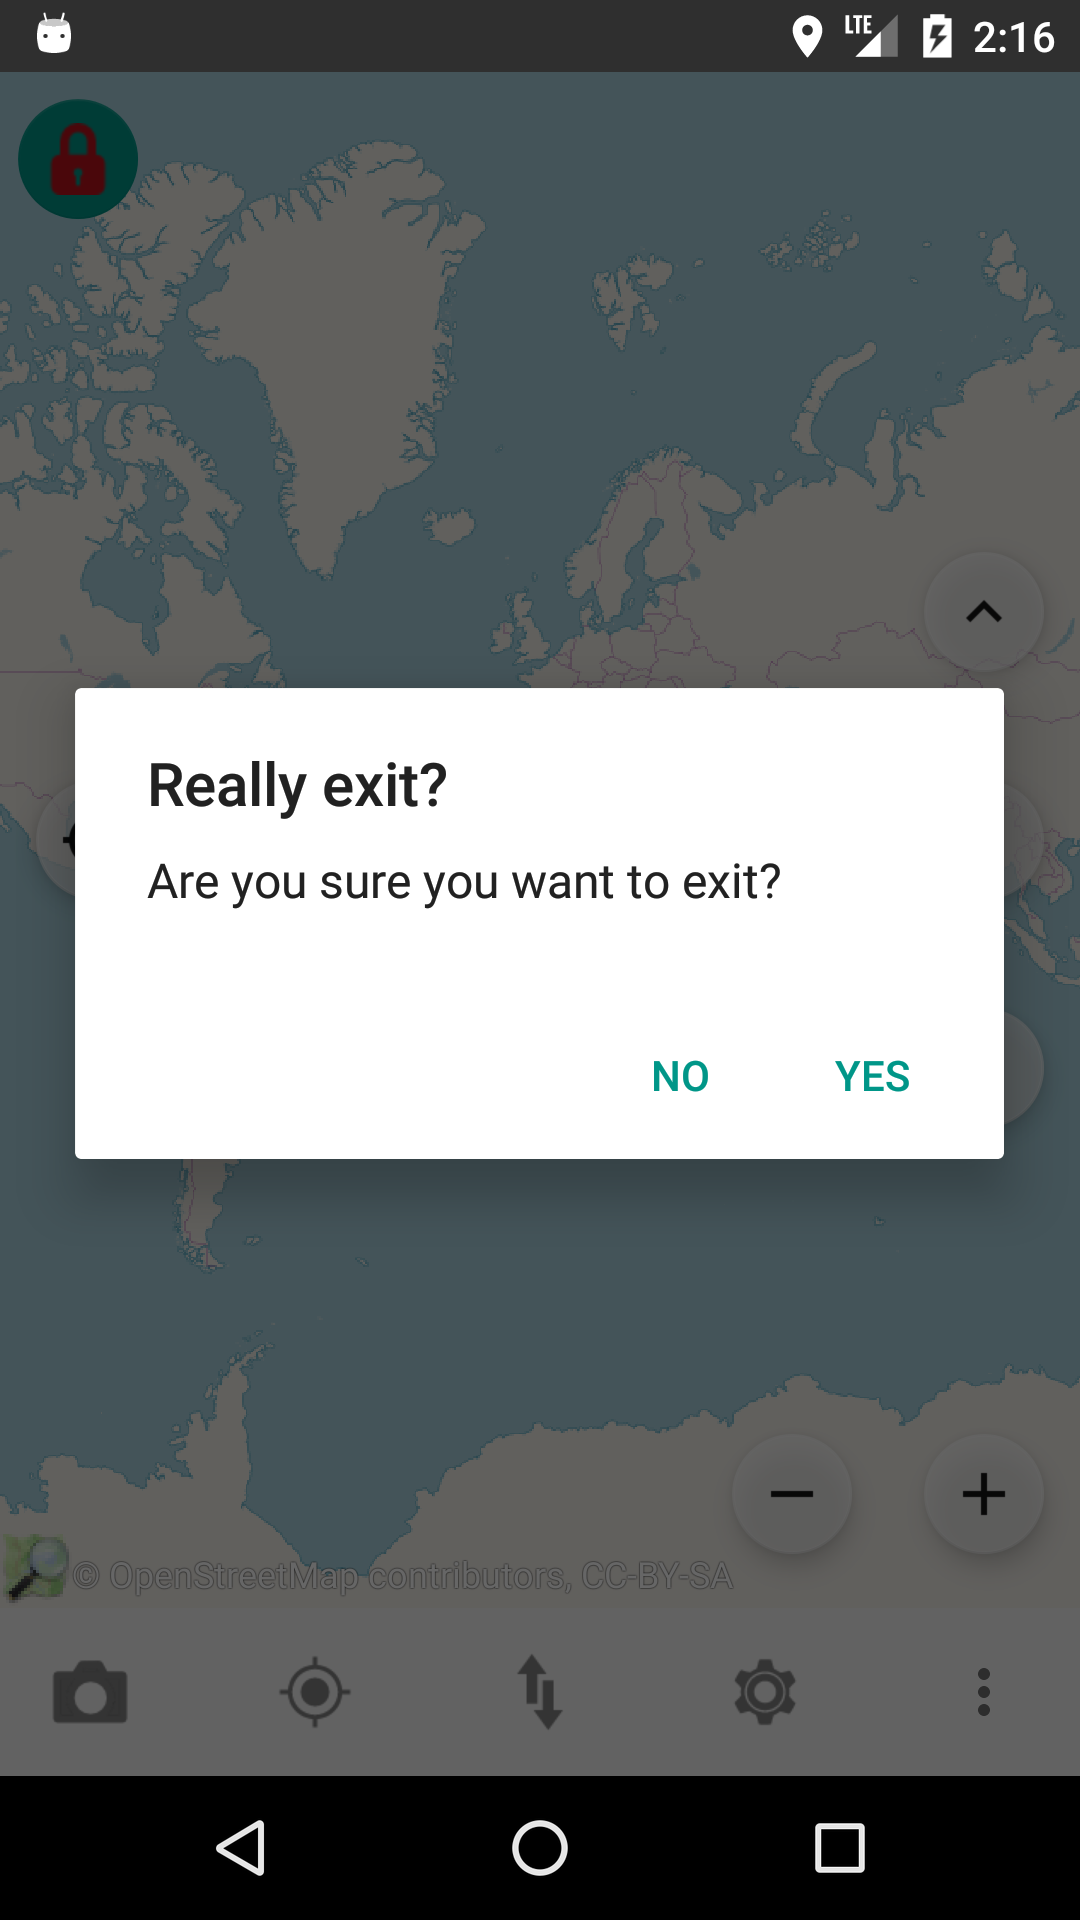 LTE 2:16
Really exit?
Are you sure you want to exit?
NO YES
© OpenStreetMap contributors, CC-BY-SA